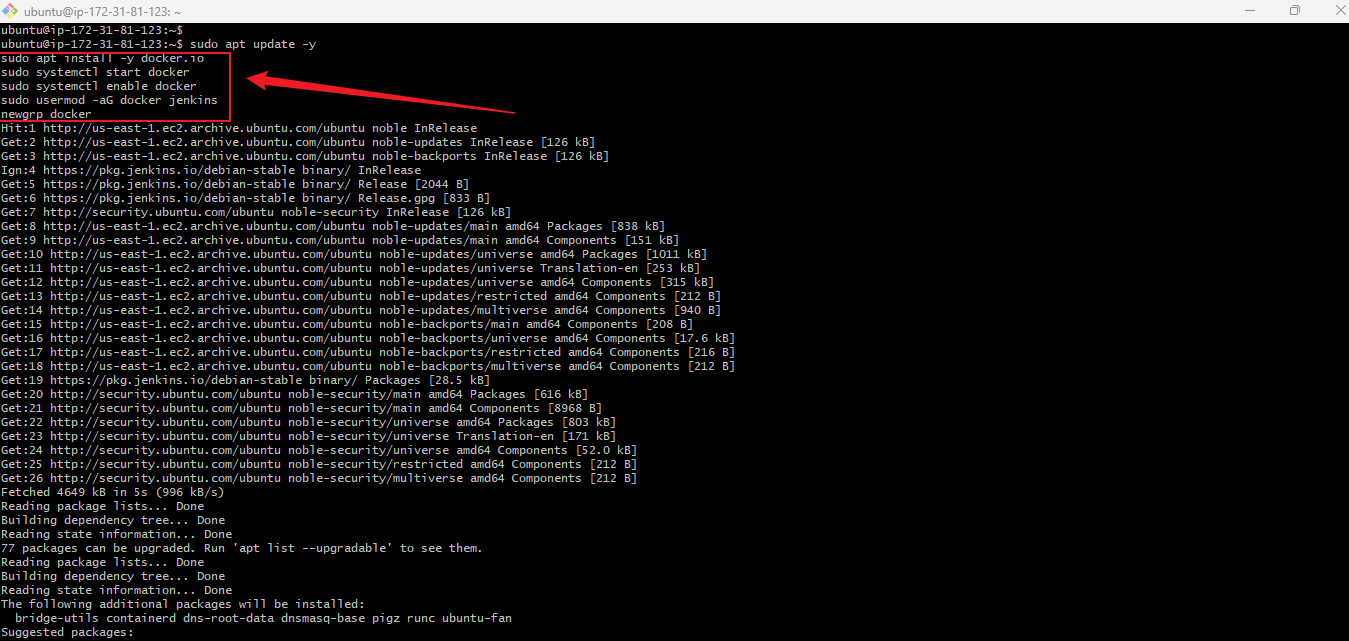 ubuntu@ip-172-31-81-123: ~
ubuntu@ip-172-31-81-123:~$
ubuntu@ip-172-31-81-123:~$ sudo apt update -y
sudo apt install -y docker.io
sudo systemctl start docker
sudo systemctl enable docker
sudo usermod -aG docker jenkins
newgrp docker
Hit:1 http://us-east-1.ec2.archive.ubuntu.com/ubuntu noble InRelease
Get:2 http://us-east-1.ec2.archive.ubuntu.com/ubuntu noble-updates InRelease [126 kB]
Get:3 http://us-east-1.ec2.archive.ubuntu.com/ubuntu noble-backports InRelease [126 kB]
Ign:4 https://pkg.jenkins.io/debian-stable binary/ InRelease
Get:5 https://pkg.jenkins.io/debian-stable binary/ Release [2044 B]
Get:6 https://pkg.jenkins.io/debian-stable binary/ Release.gpg [833 B]
Get:7 http://security.ubuntu.com/ubuntu noble-security InRelease [126 kB]
Get:8 http://us-east-1.ec2.archive.ubuntu.com/ubuntu noble-updates/main amd64 Packages [838 kB]
Get:9 http://us-east-1.ec2.archive.ubuntu.com/ubuntu noble-updates/main amd64 Components [151 kB]
Get:10 http://us-east-1.ec2.archive.ubuntu.com/ubuntu noble-updates/universe amd64 Packages [1011 kB]
Get:11 http://us-east-1.ec2.archive.ubuntu.com/ubuntu noble-updates/universe Translation-en [253 kB]
Get:12 http://us-east-1.ec2.archive.ubuntu.com/ubuntu noble-updates/universe amd64 Components [315 kB]
Get:13 http://us-east-1.ec2.archive.ubuntu.com/ubuntu noble-updates/restricted amd64 Components [212 B]
Get:14 http://us-east-1.ec2.archive.ubuntu.com/ubuntu noble-updates/multiverse amd64 Components [940 B]
Get:15 http://us-east-1.ec2.archive.ubuntu.com/ubuntu noble-backports/main amd64 Components [208 B]
Get:16 http://us-east-1.ec2.archive.ubuntu.com/ubuntu noble-backports/universe amd64 Components [17.6 kB]
Get:17 http://us-east-1.ec2.archive.ubuntu.com/ubuntu noble-backports/restricted amd64 Components [216 B]
Get:18 http://us-east-1.ec2.archive.ubuntu.com/ubuntu noble-backports/multiverse amd64 Components [212 B]
Get:19 https://pkg.jenkins.io/debian-stable binary/ Packages [28.5 kB]
Get:20 http://security.ubuntu.com/ubuntu noble-security/main amd64 Packages [616 kB]
Get:21 http://security.ubuntu.com/ubuntu noble-security/main amd64 Components [8968 B]
Get:22 http://security.ubuntu.com/ubuntu noble-security/universe amd64 Packages [803 kB]
Get:23 http://security.ubuntu.com/ubuntu noble-security/universe Translation-en [171 kB]
Get:24 http://security.ubuntu.com/ubuntu noble-security/universe amd64 Components [52.0 kB]
Get:25 http://security.ubuntu.com/ubuntu noble-security/restricted amd64 Components [212 B]
Get:26 http://security.ubuntu.com/ubuntu noble-security/multiverse amd64 Components [212 B]
Fetched 4649 kB in 5s (996 kB/s)
Reading package lists... Done
Building dependency tree... Done
Reading state information... Done
77 packages can be upgraded. Run 'apt list --upgradable' to see them.
Reading package lists... Done
Building dependency tree... Done
Reading state information... Done
The following additional packages will be installed:
  bridge-utils containerd dns-root-data dnsmasq-base pigz runc ubuntu-fan
Suggested packages: